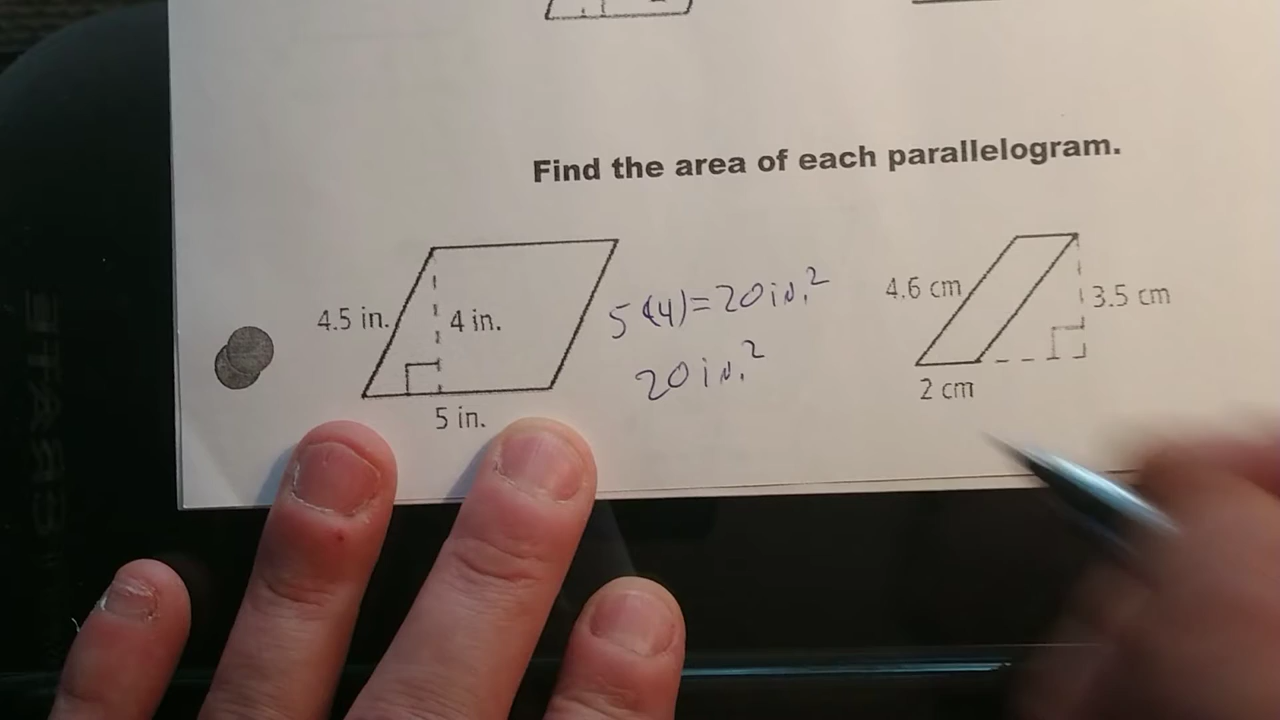 Find the area of each parallelogram.
4.5 in.
4 in.
5 in.
5(4)=20 in.²
20 in.²
4.6 cm
3.5 cm
2 cm